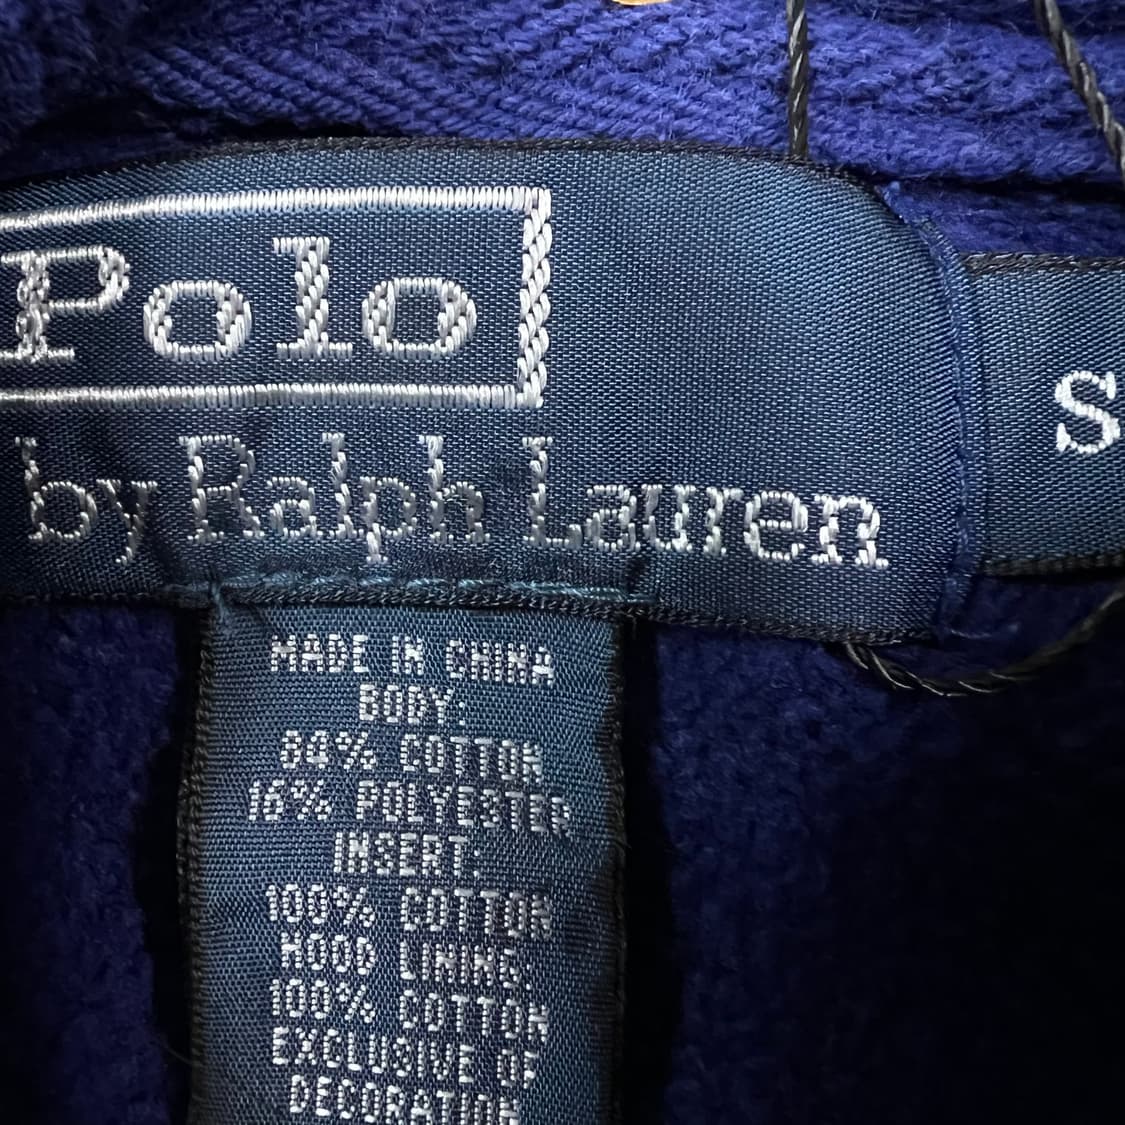 Polo
by Ralph Lauren
S
MADE IN CHINA
BODY:
84% COTTON
16% POLYESTER
INSERT:
100% COTTON
HOOD LINING:
100% COTTON
EXCLUSIVE OF
DECORATION